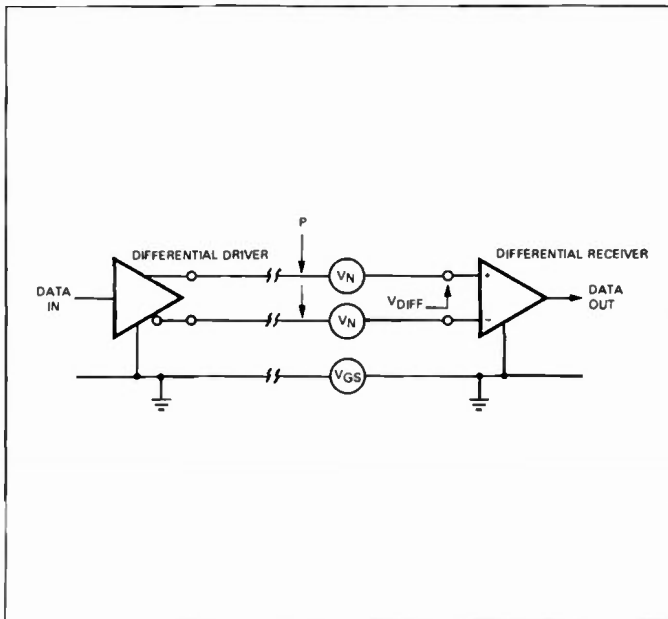 P
DIFFERENTIAL DRIVER
DIFFERENTIAL RECEIVER
DATA
IN
VN
+
VDIFF
DATA
OUT
VN
−
VGS